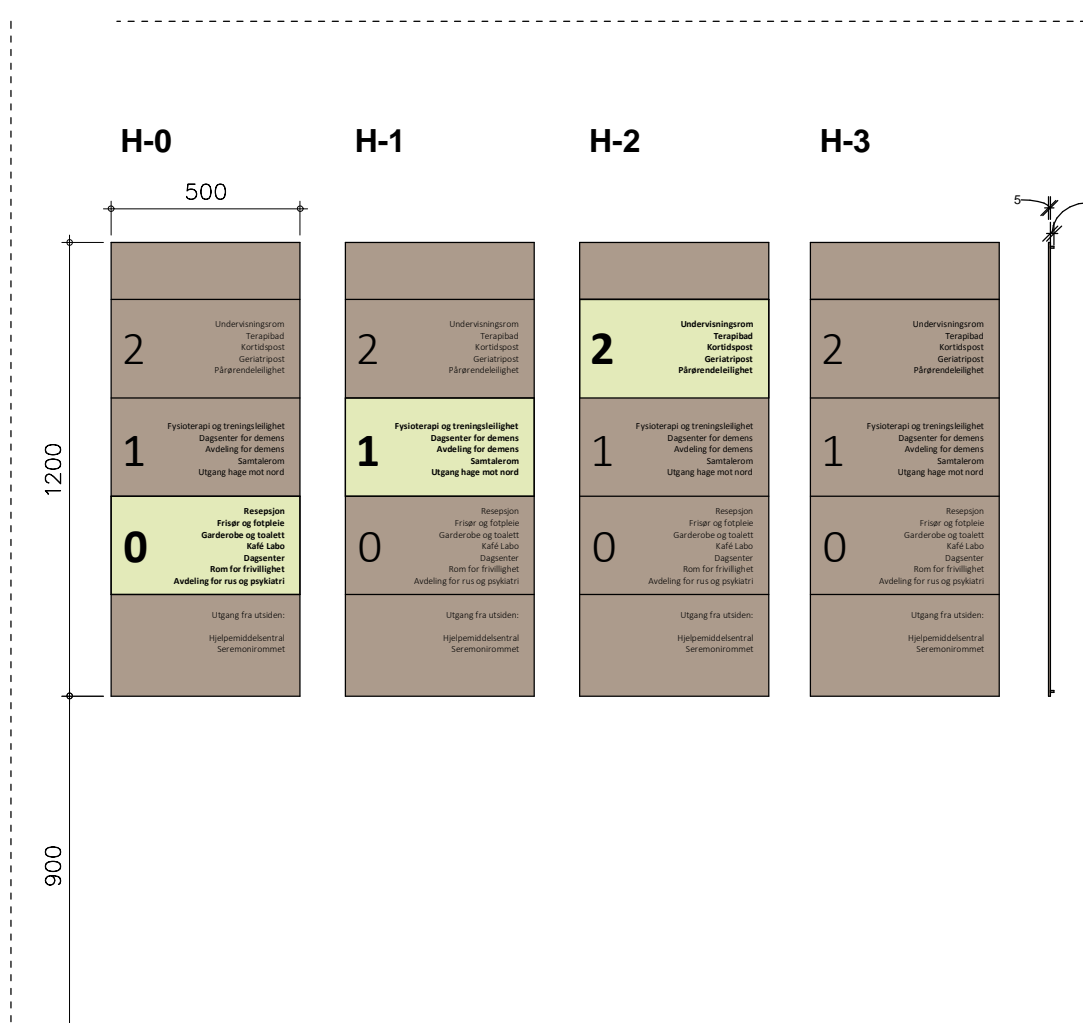 H-0
H-1
H-2
H-3
500
5
1200
900
2
Undervisningsrom
Terapibad
Kortidspost
Geriatripost
Pårørendeleilighet
1
Fysioterapi og treningsleilighet
Dagsenter for demens
Avdeling for demens
Samtalerom
Utgang hage mot nord
0
Resepsjon
Frisør og fotpleie
Garderobe og toalett
Kafé Labo
Dagsenter
Rom for frivillighet
Avdeling for rus og psykiatri
Utgang fra utsiden:
Hjelpemiddelsentral
Seremonirommet
2
Undervisningsrom
Terapibad
Kortidspost
Geriatripost
Pårørendeleilighet
1
Fysioterapi og treningsleilighet
Dagsenter for demens
Avdeling for demens
Samtalerom
Utgang hage mot nord
0
Resepsjon
Frisør og fotpleie
Garderobe og toalett
Kafé Labo
Dagsenter
Rom for frivillighet
Avdeling for rus og psykiatri
Utgang fra utsiden:
Hjelpemiddelsentral
Seremonirommet
2
Undervisningsrom
Terapibad
Kortidspost
Geriatripost
Pårørendeleilighet
1
Fysioterapi og treningsleilighet
Dagsenter for demens
Avdeling for demens
Samtalerom
Utgang hage mot nord
0
Resepsjon
Frisør og fotpleie
Garderobe og toalett
Kafé Labo
Dagsenter
Rom for frivillighet
Avdeling for rus og psykiatri
Utgang fra utsiden:
Hjelpemiddelsentral
Seremonirommet
2
Undervisningsrom
Terapibad
Kortidspost
Geriatripost
Pårørendeleilighet
1
Fysioterapi og treningsleilighet
Dagsenter for demens
Avdeling for demens
Samtalerom
Utgang hage mot nord
0
Resepsjon
Frisør og fotpleie
Garderobe og toalett
Kafé Labo
Dagsenter
Rom for frivillighet
Avdeling for rus og psykiatri
Utgang fra utsiden:
Hjelpemiddelsentral
Seremonirommet